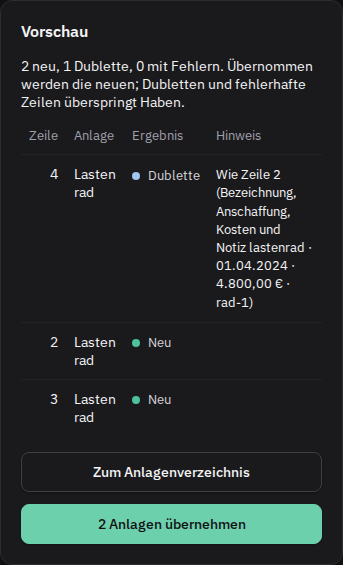 Vorschau
2 neu, 1 Dublette, 0 mit Fehlern. Übernommen
werden die neuen; Dubletten und fehlerhafte
Zeilen überspringt Haben.
Zeile Anlage Ergebnis Hinweis
4 Lasten Dublette Wie Zeile 2
rad (Bezeichnung,
Anschaffung,
Kosten und
Notiz lastenrad ·
01.04.2024 ·
4.800,00 € ·
rad-1)
2 Lasten Neu
rad
3 Lasten Neu
rad
Zum Anlagenverzeichnis
2 Anlagen übernehmen